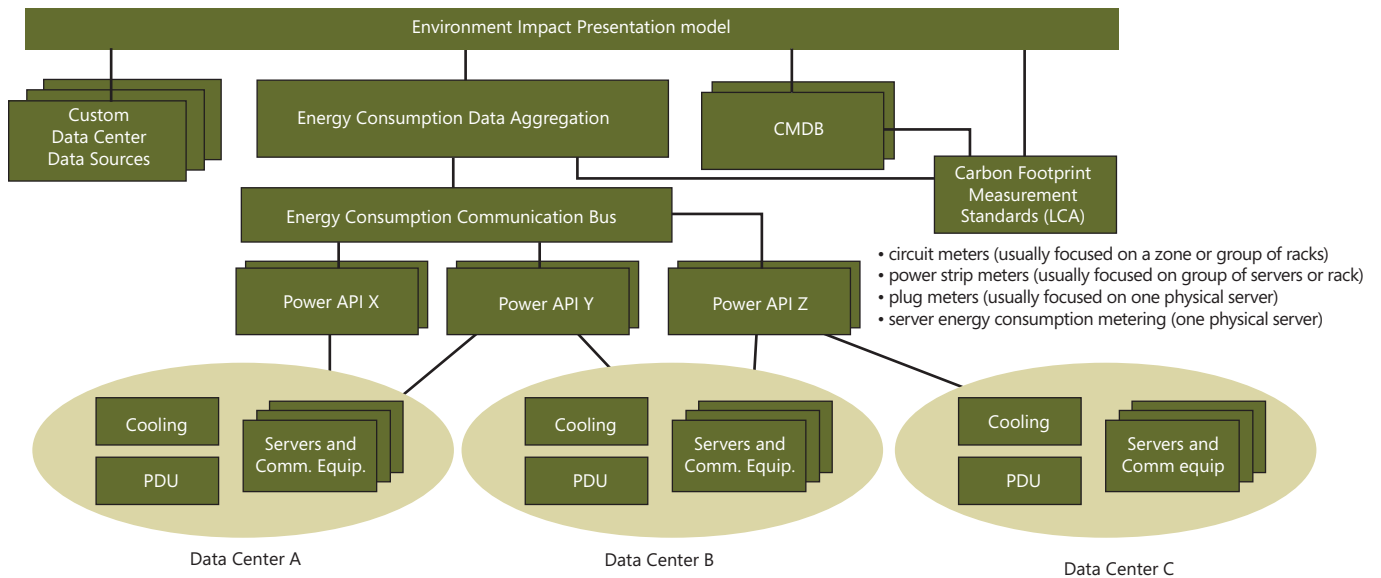 Environment Impact Presentation model
Custom
Data Center
Data Sources
Energy Consumption Data Aggregation
CMDB
Carbon Footprint
Measurement
Standards (LCA)
Energy Consumption Communication Bus
• circuit meters (usually focused on a zone or group of racks)
• power strip meters (usually focused on group of servers or rack)
• plug meters (usually focused on one physical server)
• server energy consumption metering (one physical server)
Power API X
Power API Y
Power API Z
Cooling
PDU
Servers and
Comm. Equip.
Cooling
PDU
Servers and
Comm. Equip.
Cooling
PDU
Servers and
Comm equip
Data Center A
Data Center B
Data Center C